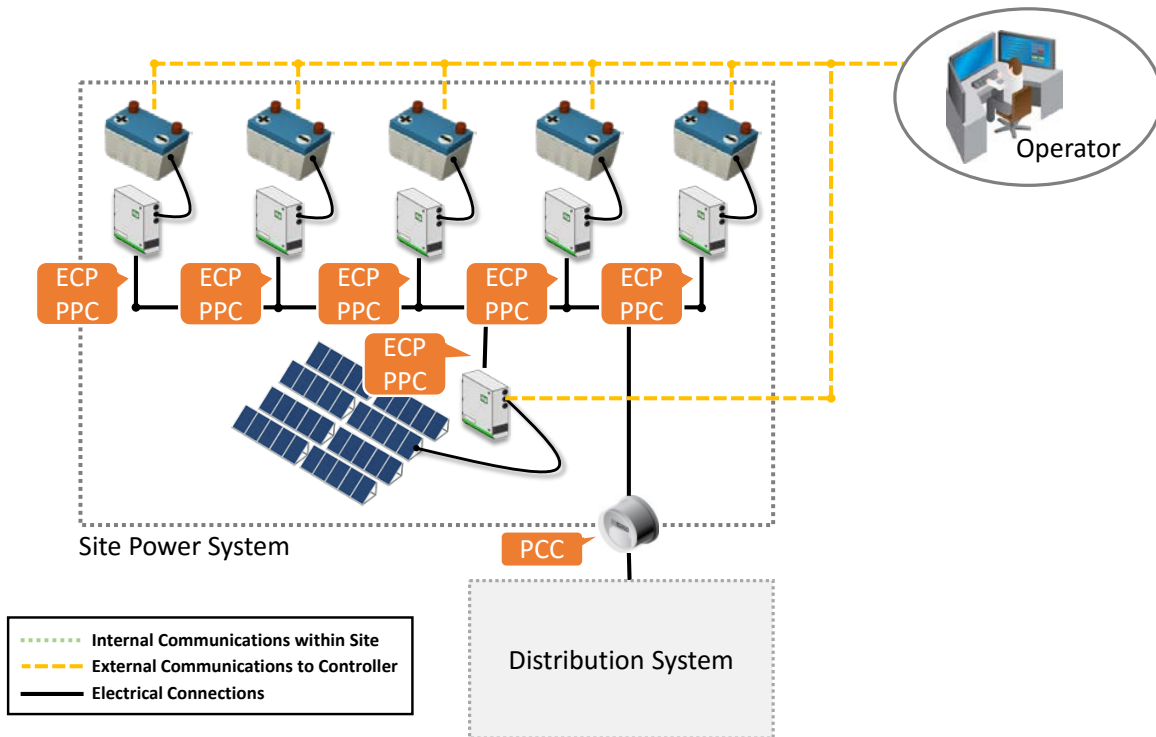 Operator
ECP
PPC
ECP
PPC
ECP
PPC
ECP
PPC
ECP
PPC
ECP
PPC
Site Power System
PCC
Distribution System
Internal Communications within Site
External Communications to Controller
Electrical Connections